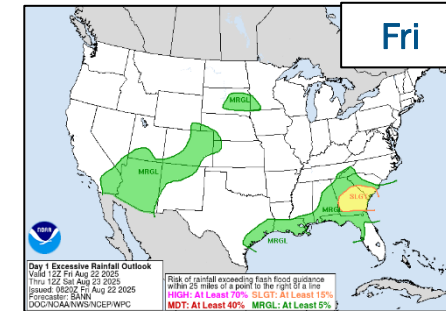 Fri
MRGL
MRGL
SLGT
MRGL
MRGL
NOAA
Day 1 Excessive Rainfall Outlook
Valid 12Z Fri Aug 22 2025
Thru 12Z Sat Aug 23 2025
Issued: 0820Z Fri Aug 22 2025
Forecaster: BANN
DOC/NOAA/NWS/NCEP/WPC
Risk of rainfall exceeding flash flood guidance
within 25 miles of a point to the right of a line
HIGH: At Least 70% SLGT: At Least 15%
MDT: At Least 40% MRGL: At Least 5%